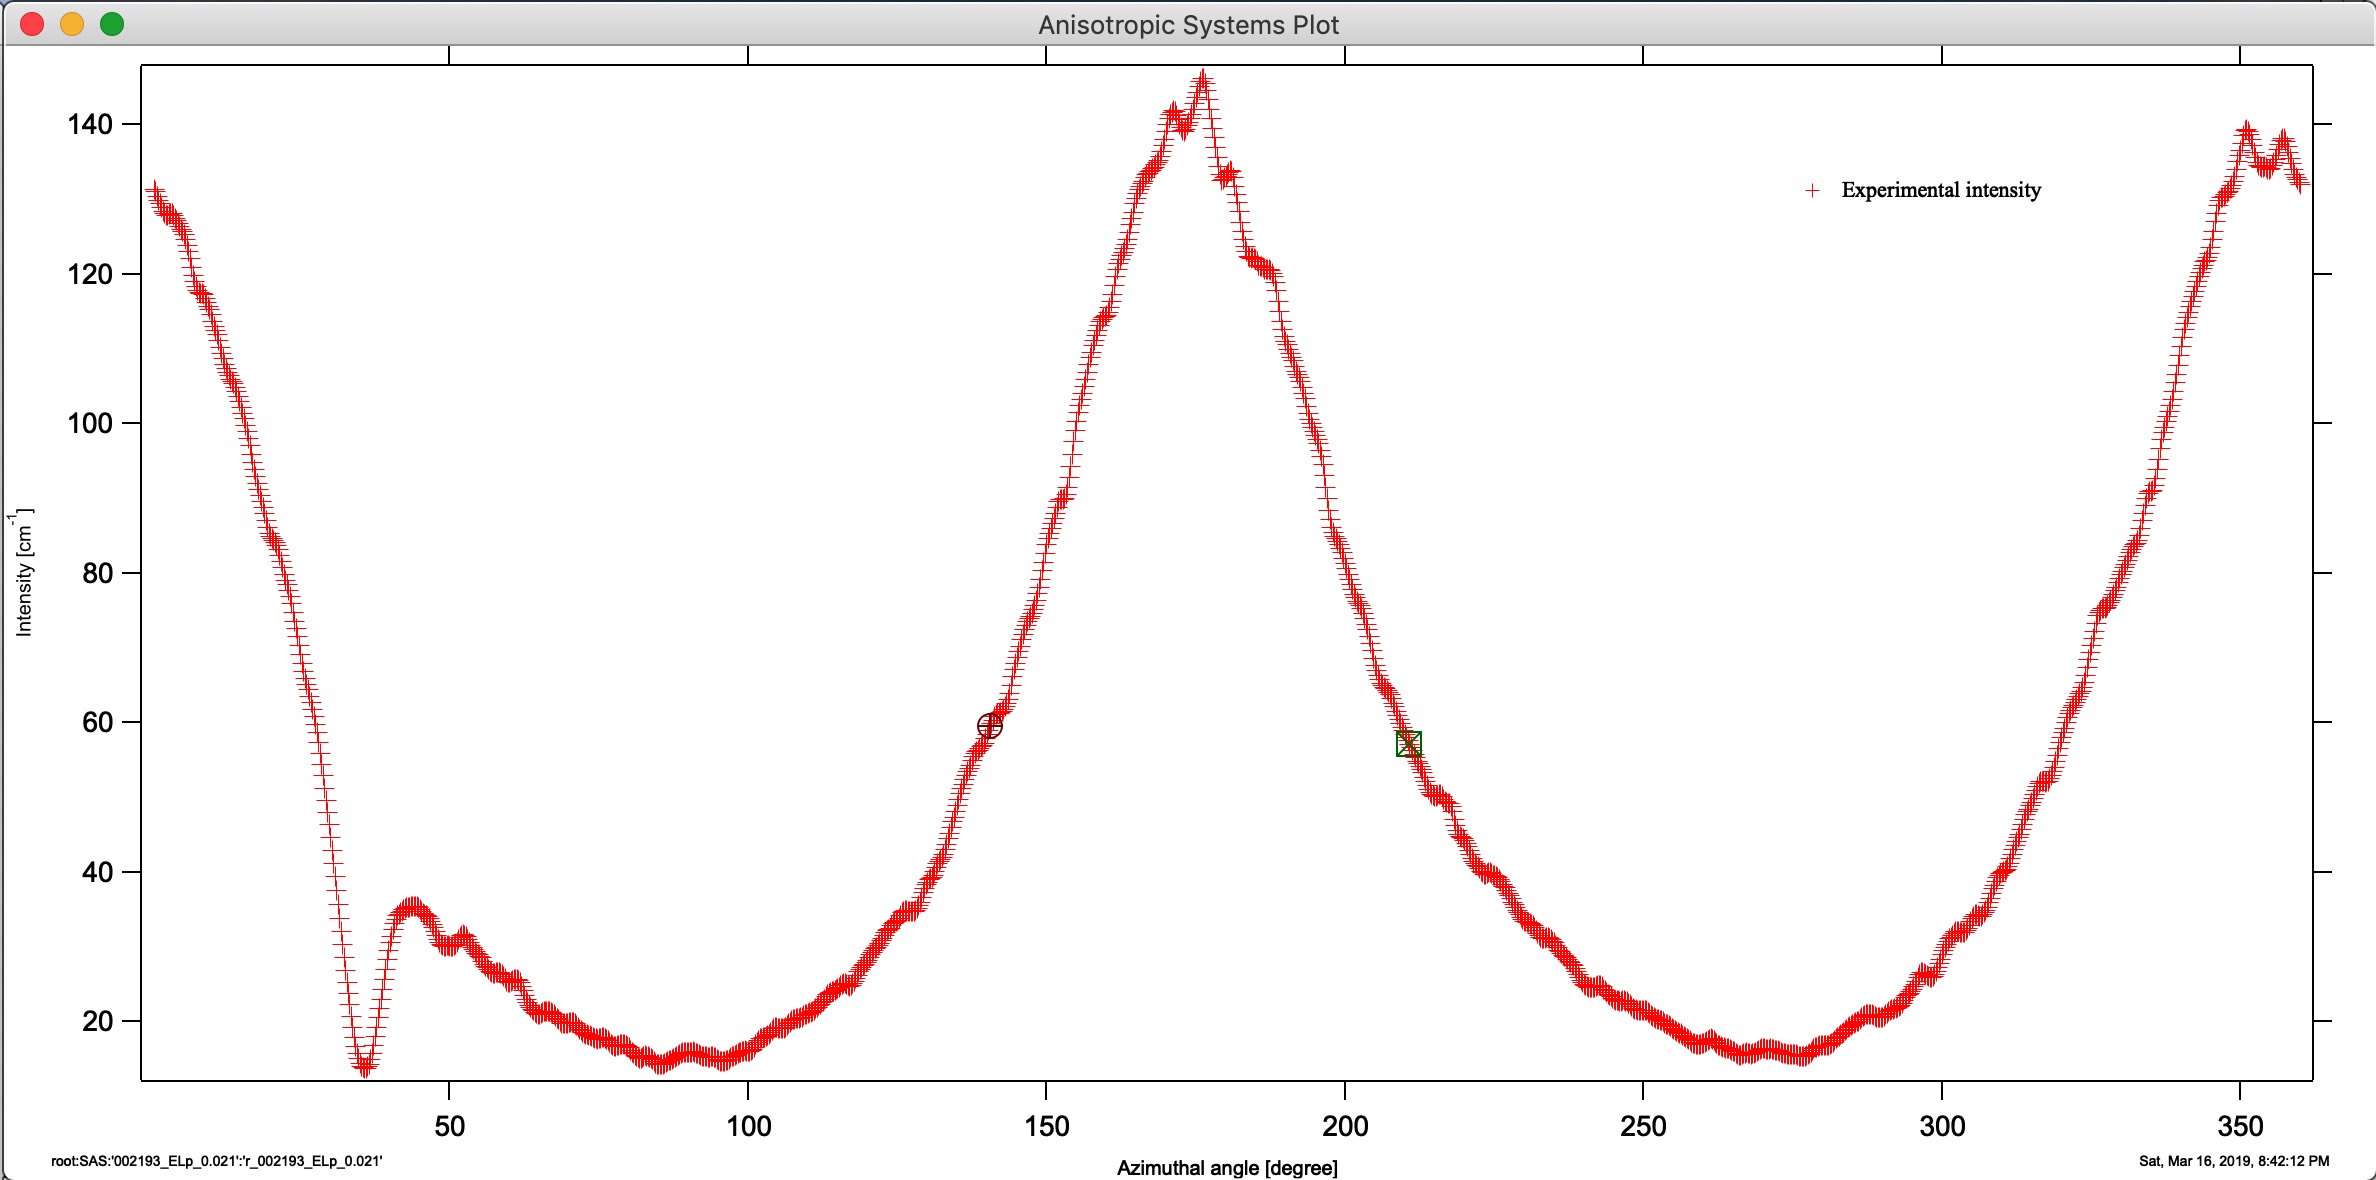 Anisotropic Systems Plot
140
120
100
80
60
40
20
Intensity [cm-1]
+ Experimental intensity
50 100 150 200 250 300 350
Azimuthal angle [degree]
root:SAS:'002193_ELp_0.021':'r_002193_ELp_0.021'
Sat, Mar 16, 2019, 8:42:12 PM